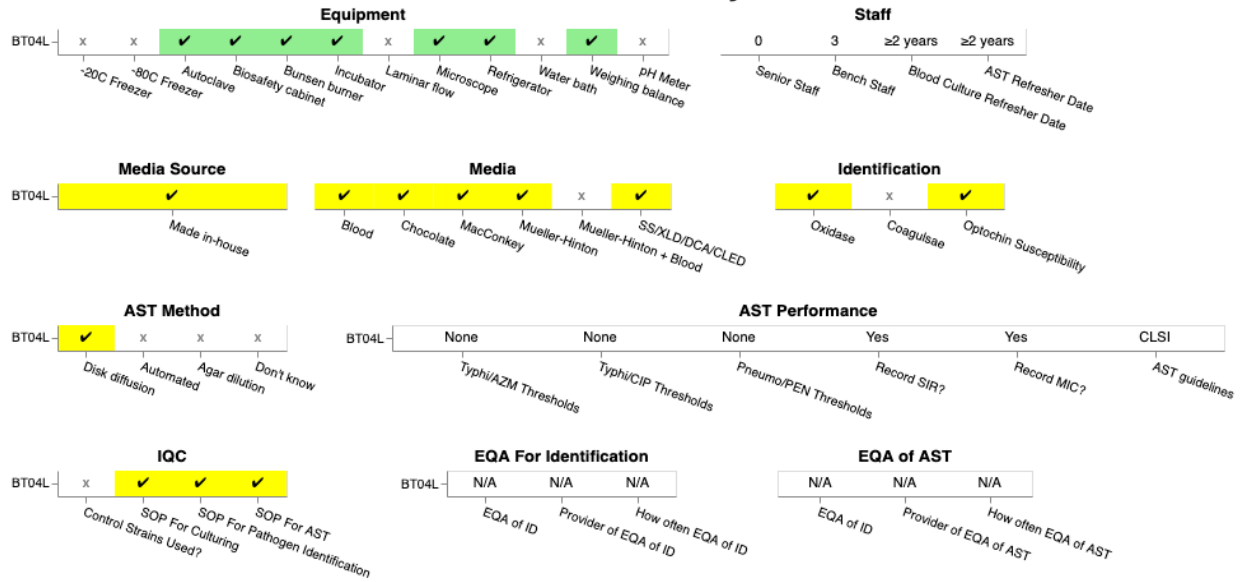 Equipment
Staff
BT04L x x ✔ ✔ ✔ ✔ x ✔ ✔ x ✔ x
0 3 ≥2 years ≥2 years
-20C Freezer
-80C Freezer
Autoclave
Biosafety cabinet
Bunsen burner
Incubator
Laminar flow
Microscope
Refrigerator
Water bath
Weighing balance
pH Meter
Senior Staff
Bench Staff
Blood Culture Refresher Date
AST Refresher Date
Media Source
Media
Identification
BT04L ✔
✔ ✔ ✔ ✔ x ✔
✔ x ✔
Made in-house
Blood
Chocolate
MacConkey
Mueller-Hinton
Mueller-Hinton + Blood
SS/XLD/DCA/CLED
Oxidase
Coagulsae
Optochin Susceptibility
AST Method
AST Performance
BT04L ✔ x x x
BT04L None None None Yes Yes CLSI
Disk diffusion
Automated
Agar dilution
Don't know
Typhi/AZM Thresholds
Typhi/CIP Thresholds
Pneumo/PEN Thresholds
Record SIR?
Record MIC?
AST guidelines
IQC
EQA For Identification
EQA of AST
BT04L x ✔ ✔ ✔
BT04L N/A N/A N/A
N/A N/A N/A
Control Strains Used?
SOP For Culturing
SOP For Pathogen Identification
SOP For AST
EQA of ID
Provider of EQA of ID
How often EQA of ID
EQA of ID
Provider of EQA of AST
How often EQA of AST